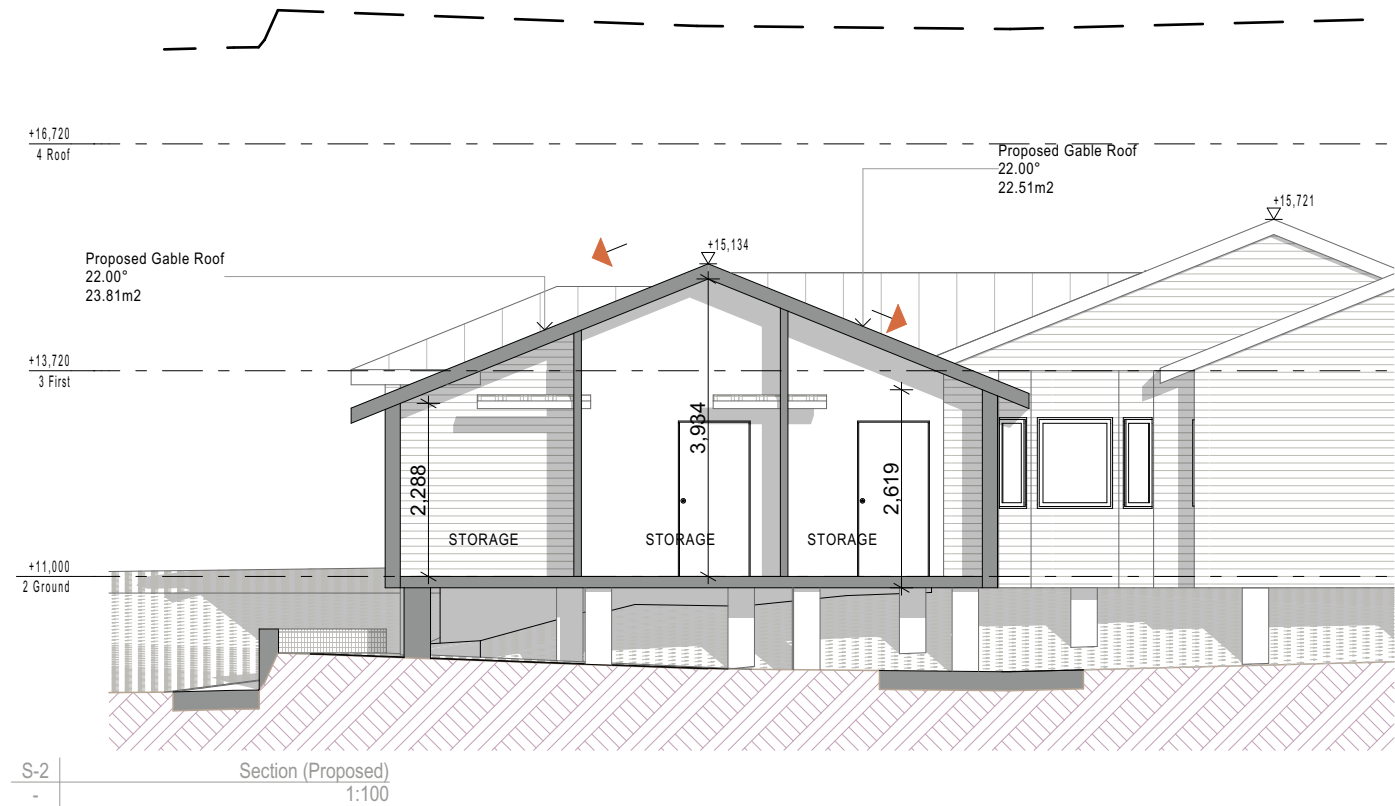 +16,720
4 Roof
Proposed Gable Roof
22.00°
22.51m2
+15,721
+15,134
Proposed Gable Roof
22.00°
23.81m2
+13,720
3 First
2,288
3,934
2,619
STORAGE
STORAGE
STORAGE
+11,000
2 Ground
S-2
Section (Proposed)
-
1:100